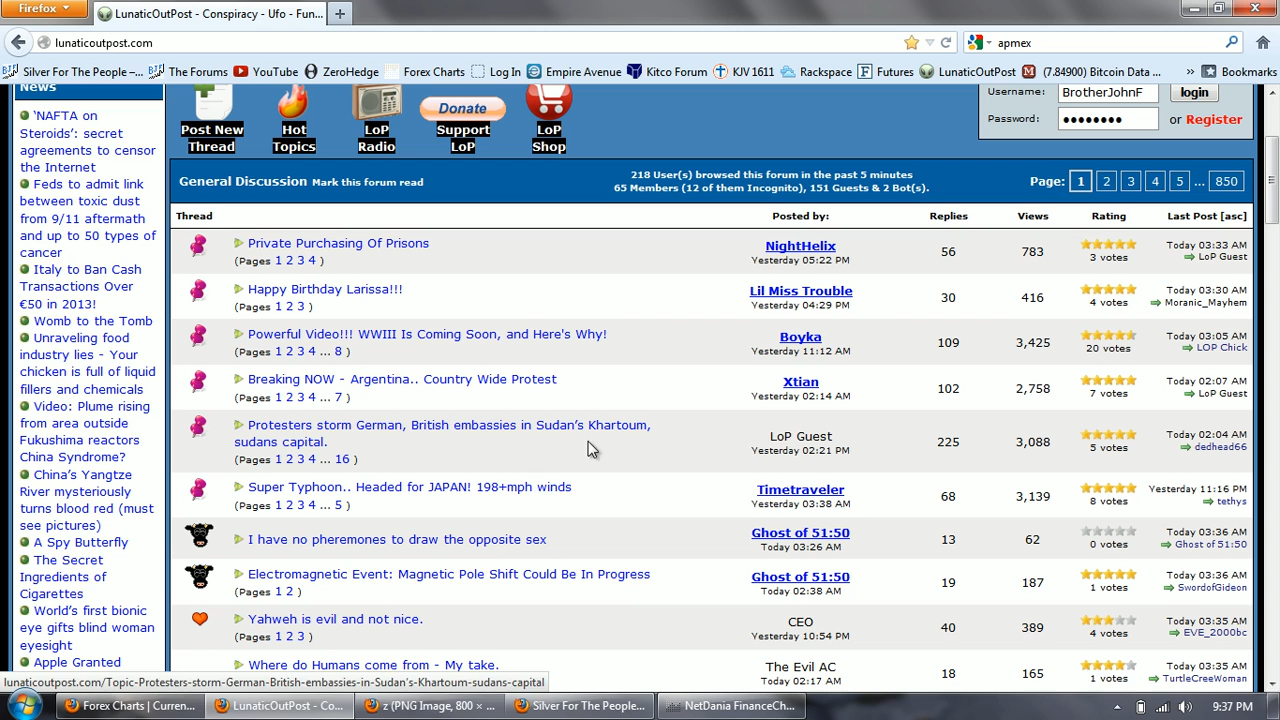 Firefox
LunaticOutPost - Conspiracy - Ufo - Fun...
lunaticoutpost.com
apmex
Silver For The People –...
The Forums
YouTube
ZeroHedge
Forex Charts
Log In
Empire Avenue
Kitco Forum
KJV 1611
Rackspace
Futures
LunaticOutPost
(7.84900) Bitcoin Data ...
»
Bookmarks
News
'NAFTA on
Steroids': secret
agreements to censor
the Internet
Feds to admit link
between toxic dust
from 9/11 aftermath
and up to 50 types of
cancer
Italy to Ban Cash
Transactions Over
€50 in 2013!
Womb to the Tomb
Unraveling food
industry lies - Your
chicken is full of liquid
fillers and chemicals
Video: Plume rising
from area outside
Fukushima reactors
China Syndrome?
China's Yangtze
River mysteriously
turns blood red (must
see pictures)
A Spy Butterfly
The Secret
Ingredients of
Cigarettes
World's first bionic
eye gifts blind woman
eyesight
Apple Granted
Post New
Thread
Hot
Topics
LoP
Radio
Donate
Support
LoP
LoP
Shop
Username: BrotherJohnF login
Password: ●●●●●●●● or Register
General Discussion Mark this forum read
218 User(s) browsed this forum in the past 5 minutes
65 Members (12 of them Incognito), 151 Guests & 2 Bot(s).
Page: 1 2 3 4 5 ... 850
Thread Posted by: Replies Views Rating Last Post [asc]
Private Purchasing Of Prisons NightHelix 56 783 Today 03:33 AM
(Pages 1 2 3 4 ) Yesterday 05:22 PM 3 votes LoP Guest
Happy Birthday Larissa!!! Lil Miss Trouble 30 416 Today 03:30 AM
(Pages 1 2 3 ) Yesterday 04:29 PM 4 votes Moranic_Mayhem
Powerful Video!!! WWIII Is Coming Soon, and Here's Why! Boyka 109 3,425 Today 03:05 AM
(Pages 1 2 3 4 ... 8 ) Yesterday 11:12 AM 20 votes LOP Chick
Breaking NOW - Argentina.. Country Wide Protest Xtian 102 2,758 Today 02:07 AM
(Pages 1 2 3 4 ... 7 ) Yesterday 02:14 AM 7 votes LoP Guest
Protesters storm German, British embassies in Sudan's Khartoum,
sudans capital. LoP Guest 225 3,088 Today 02:04 AM
(Pages 1 2 3 4 ... 16 ) Yesterday 02:21 PM 5 votes dedhead66
Super Typhoon.. Headed for JAPAN! 198+mph winds Timetraveler 68 3,139 Yesterday 11:16 PM
(Pages 1 2 3 4 ... 5 ) Yesterday 03:38 AM 8 votes tethys
I have no pheremones to draw the opposite sex Ghost of 51:50 13 62 Today 03:36 AM
Today 03:26 AM 0 votes Ghost of 51:50
Electromagnetic Event: Magnetic Pole Shift Could Be In Progress Ghost of 51:50 19 187 Today 03:36 AM
(Pages 1 2 ) Today 02:38 AM 1 votes SwordofGideon
Yahweh is evil and not nice. CEO 40 389 Today 03:35 AM
(Pages 1 2 3 ) Yesterday 10:54 PM 4 votes EVE_2000bc
Where do Humans come from - My take. The Evil AC 18 165 Today 03:35 AM
Today 02:17 AM 1 votes TurtleCreeWoman
lunaticoutpost.com/Topic-Protesters-storm-German-British-embassies-in-Sudan's-Khartoum-sudans-capital
Forex Charts | Curren...
LunaticOutPost - Co...
z (PNG Image, 800 × ...
Silver For The People...
NetDania FinanceCh...
9:37 PM